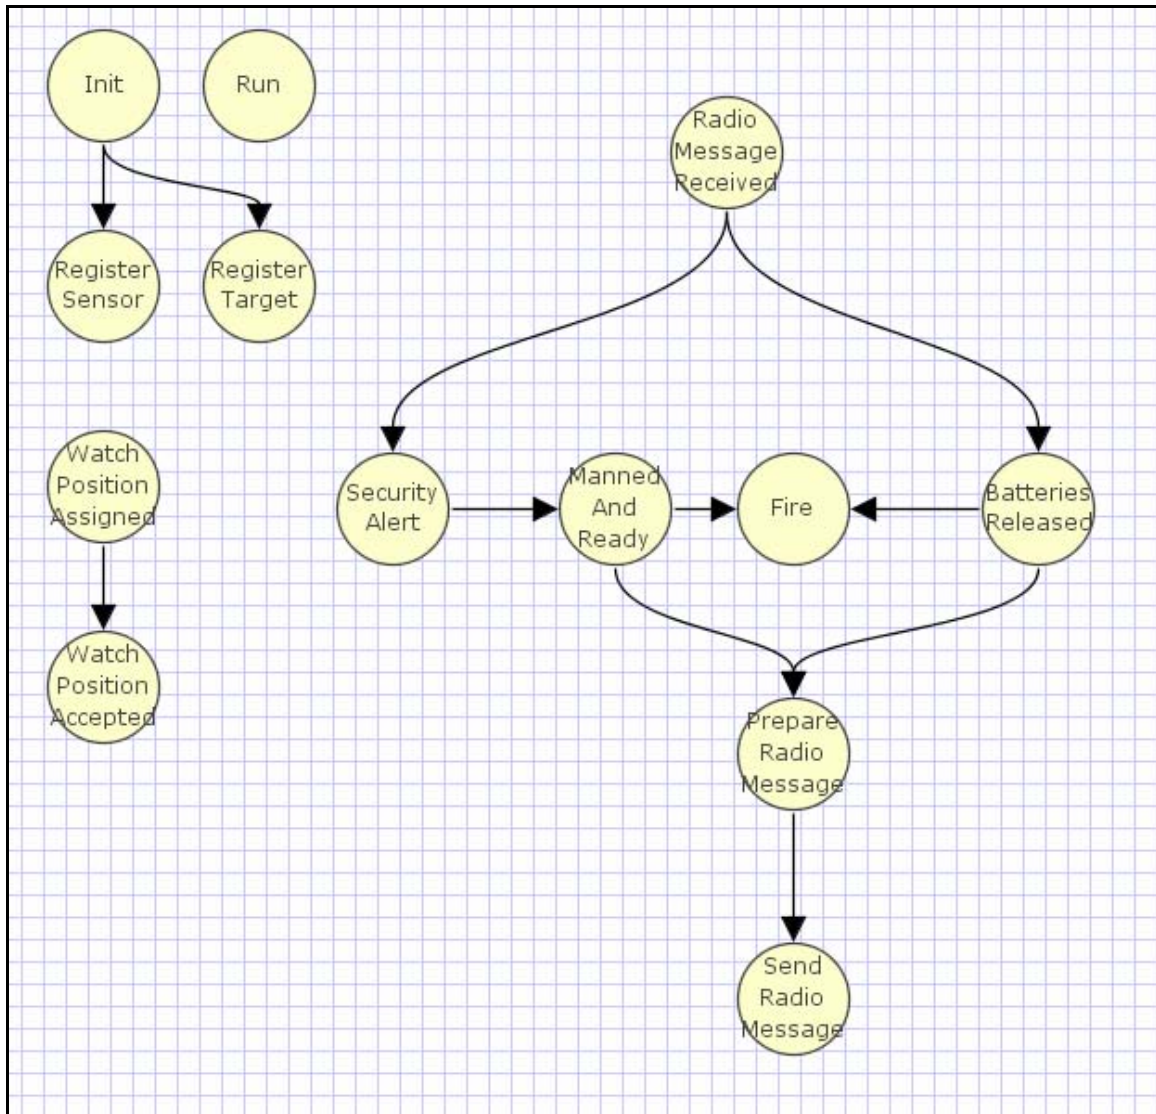 Init
Run
Radio
Message
Received
Register
Sensor
Register
Target
Watch
Position
Assigned
Security
Alert
Manned
And
Ready
Fire
Batteries
Released
Watch
Position
Accepted
Prepare
Radio
Message
Send
Radio
Message